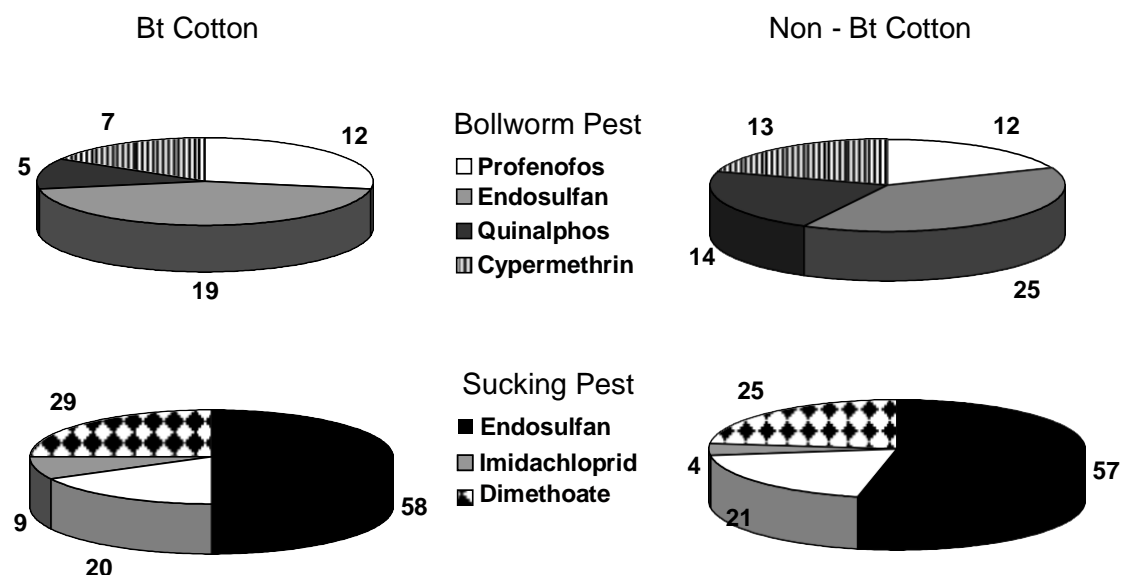 Bt Cotton
Non - Bt Cotton
7
12
5
19
Bollworm Pest
Profenofos
Endosulfan
Quinalphos
Cypermethrin
13
12
14
25
29
58
9
20
Sucking Pest
Endosulfan
Imidachloprid
Dimethoate
25
57
4
21